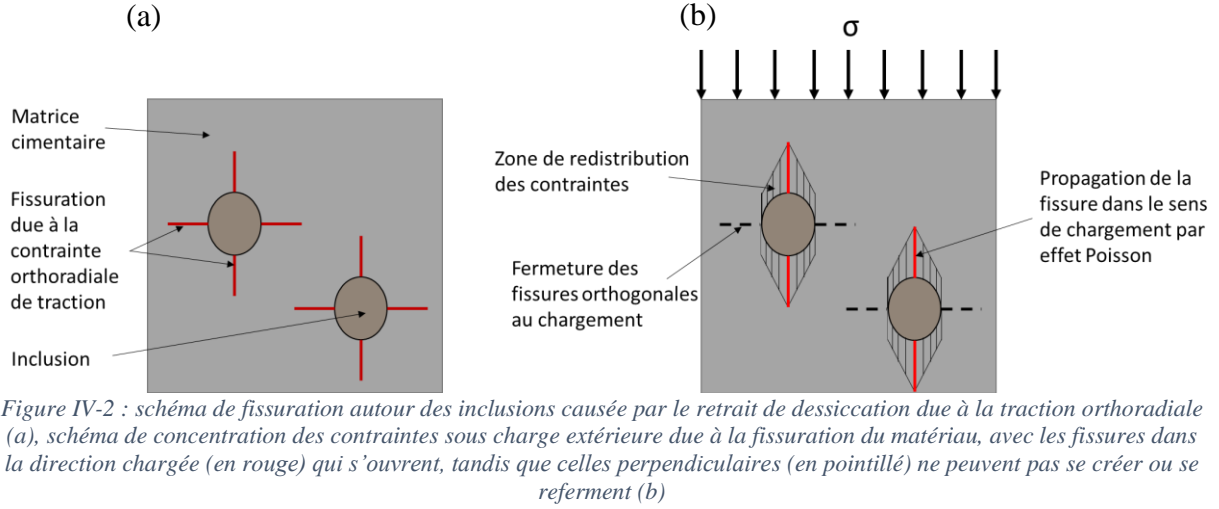 (a)
Matrice
cimentaire
Fissuration
due à la
contrainte
orthoradiale
de traction
Inclusion
(b)
σ
Zone de redistribution
des contraintes
Fermeture des
fissures orthogonales
au chargement
Propagation de la
fissure dans le sens
de chargement par
effet Poisson
Figure IV-2 : schéma de fissuration autour des inclusions causée par le retrait de dessiccation due à la traction orthoradiale
(a), schéma de concentration des contraintes sous charge extérieure due à la fissuration du matériau, avec les fissures dans
la direction chargée (en rouge) qui s’ouvrent, tandis que celles perpendiculaires (en pointillé) ne peuvent pas se créer ou se
referment (b)